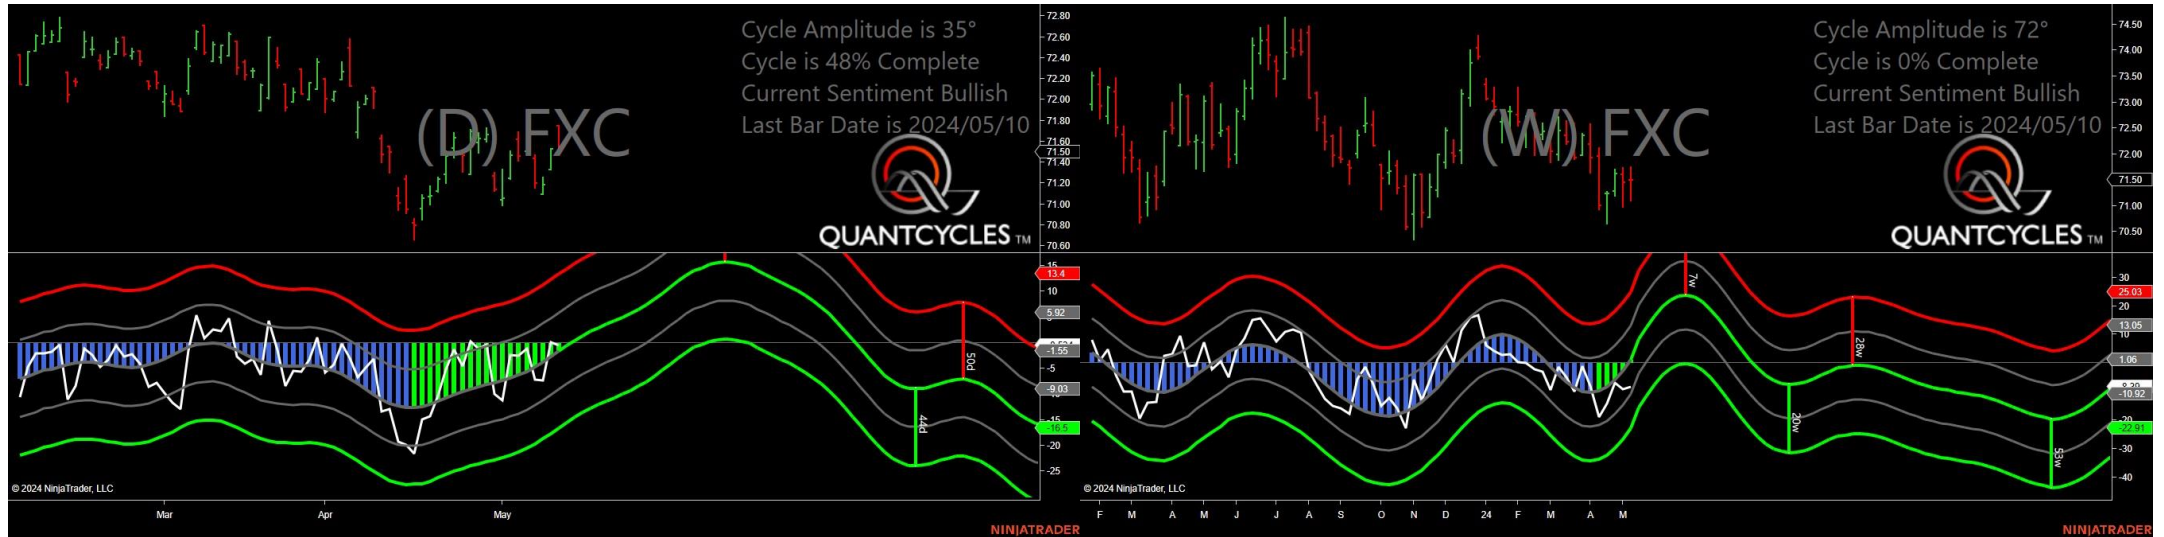 Cycle Amplitude is 35°
Cycle is 48% Complete
Current Sentiment Bullish
Last Bar Date is 2024/05/10
(D) FXC
QUANTCYCLES TM
72.80
72.60
72.40
72.20
72.00
71.80
71.60
71.50
71.40
71.20
71.00
70.80
70.60
15
13.4
10
5.92
-1.55
-5
-9.03
-15
-16.5
-20
-25
50d
44d
© 2024 NinjaTrader, LLC
Mar Apr May
NINJATRADER
Cycle Amplitude is 72°
Cycle is 0% Complete
Current Sentiment Bullish
Last Bar Date is 2024/05/10
(W) FXC
QUANTCYCLES TM
74.50
74.00
73.50
73.00
72.50
72.00
71.50
71.00
70.50
30
25.03
20
13.05
10
1.06
-10.92
-20
-22.91
-30
-40
7w
28w
20w
53w
© 2024 NinjaTrader, LLC
F M A M J J A S O N D 24 F M A M
NINJATRADER